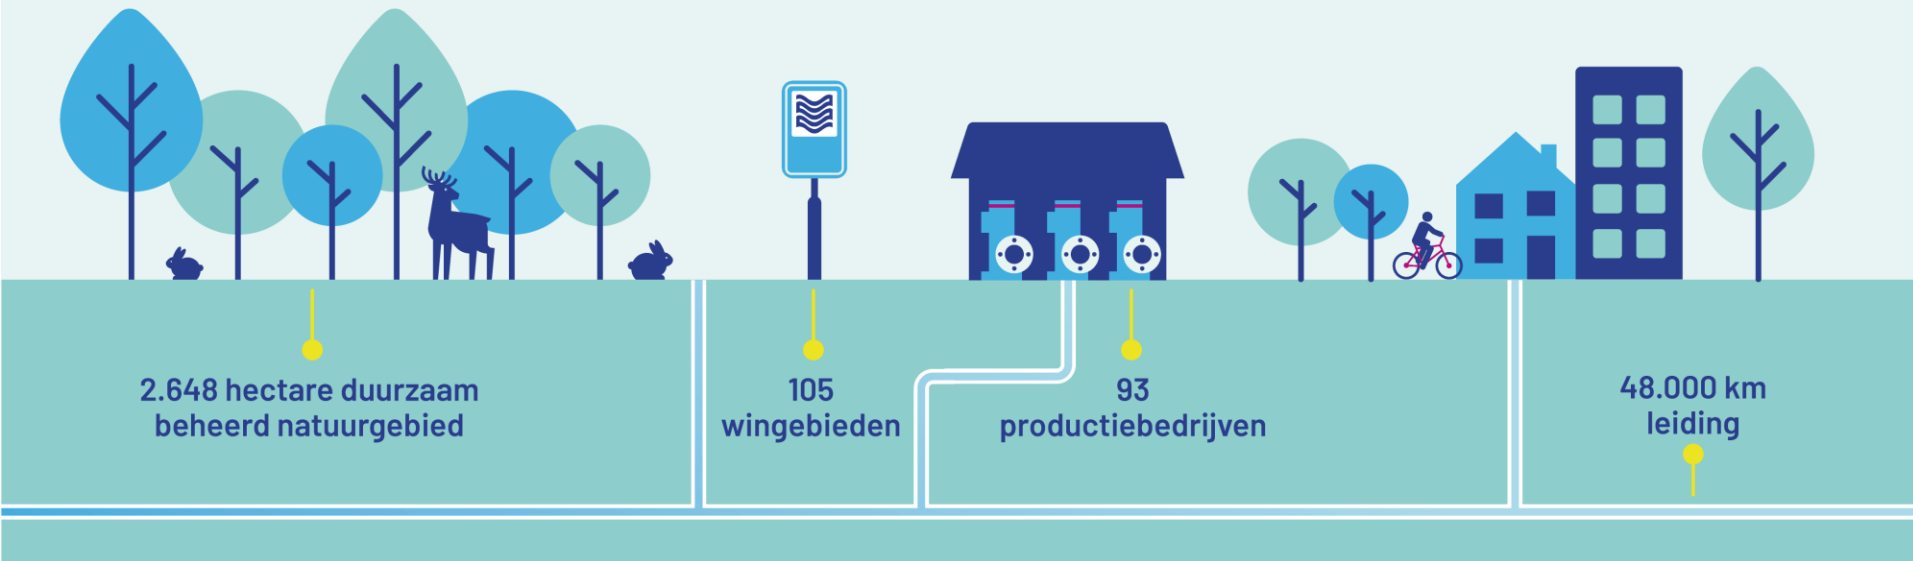 2.648 hectare duurzaam
beheerd natuurgebied
105
wingebieden
93
productiebedrijven
48.000 km
leiding